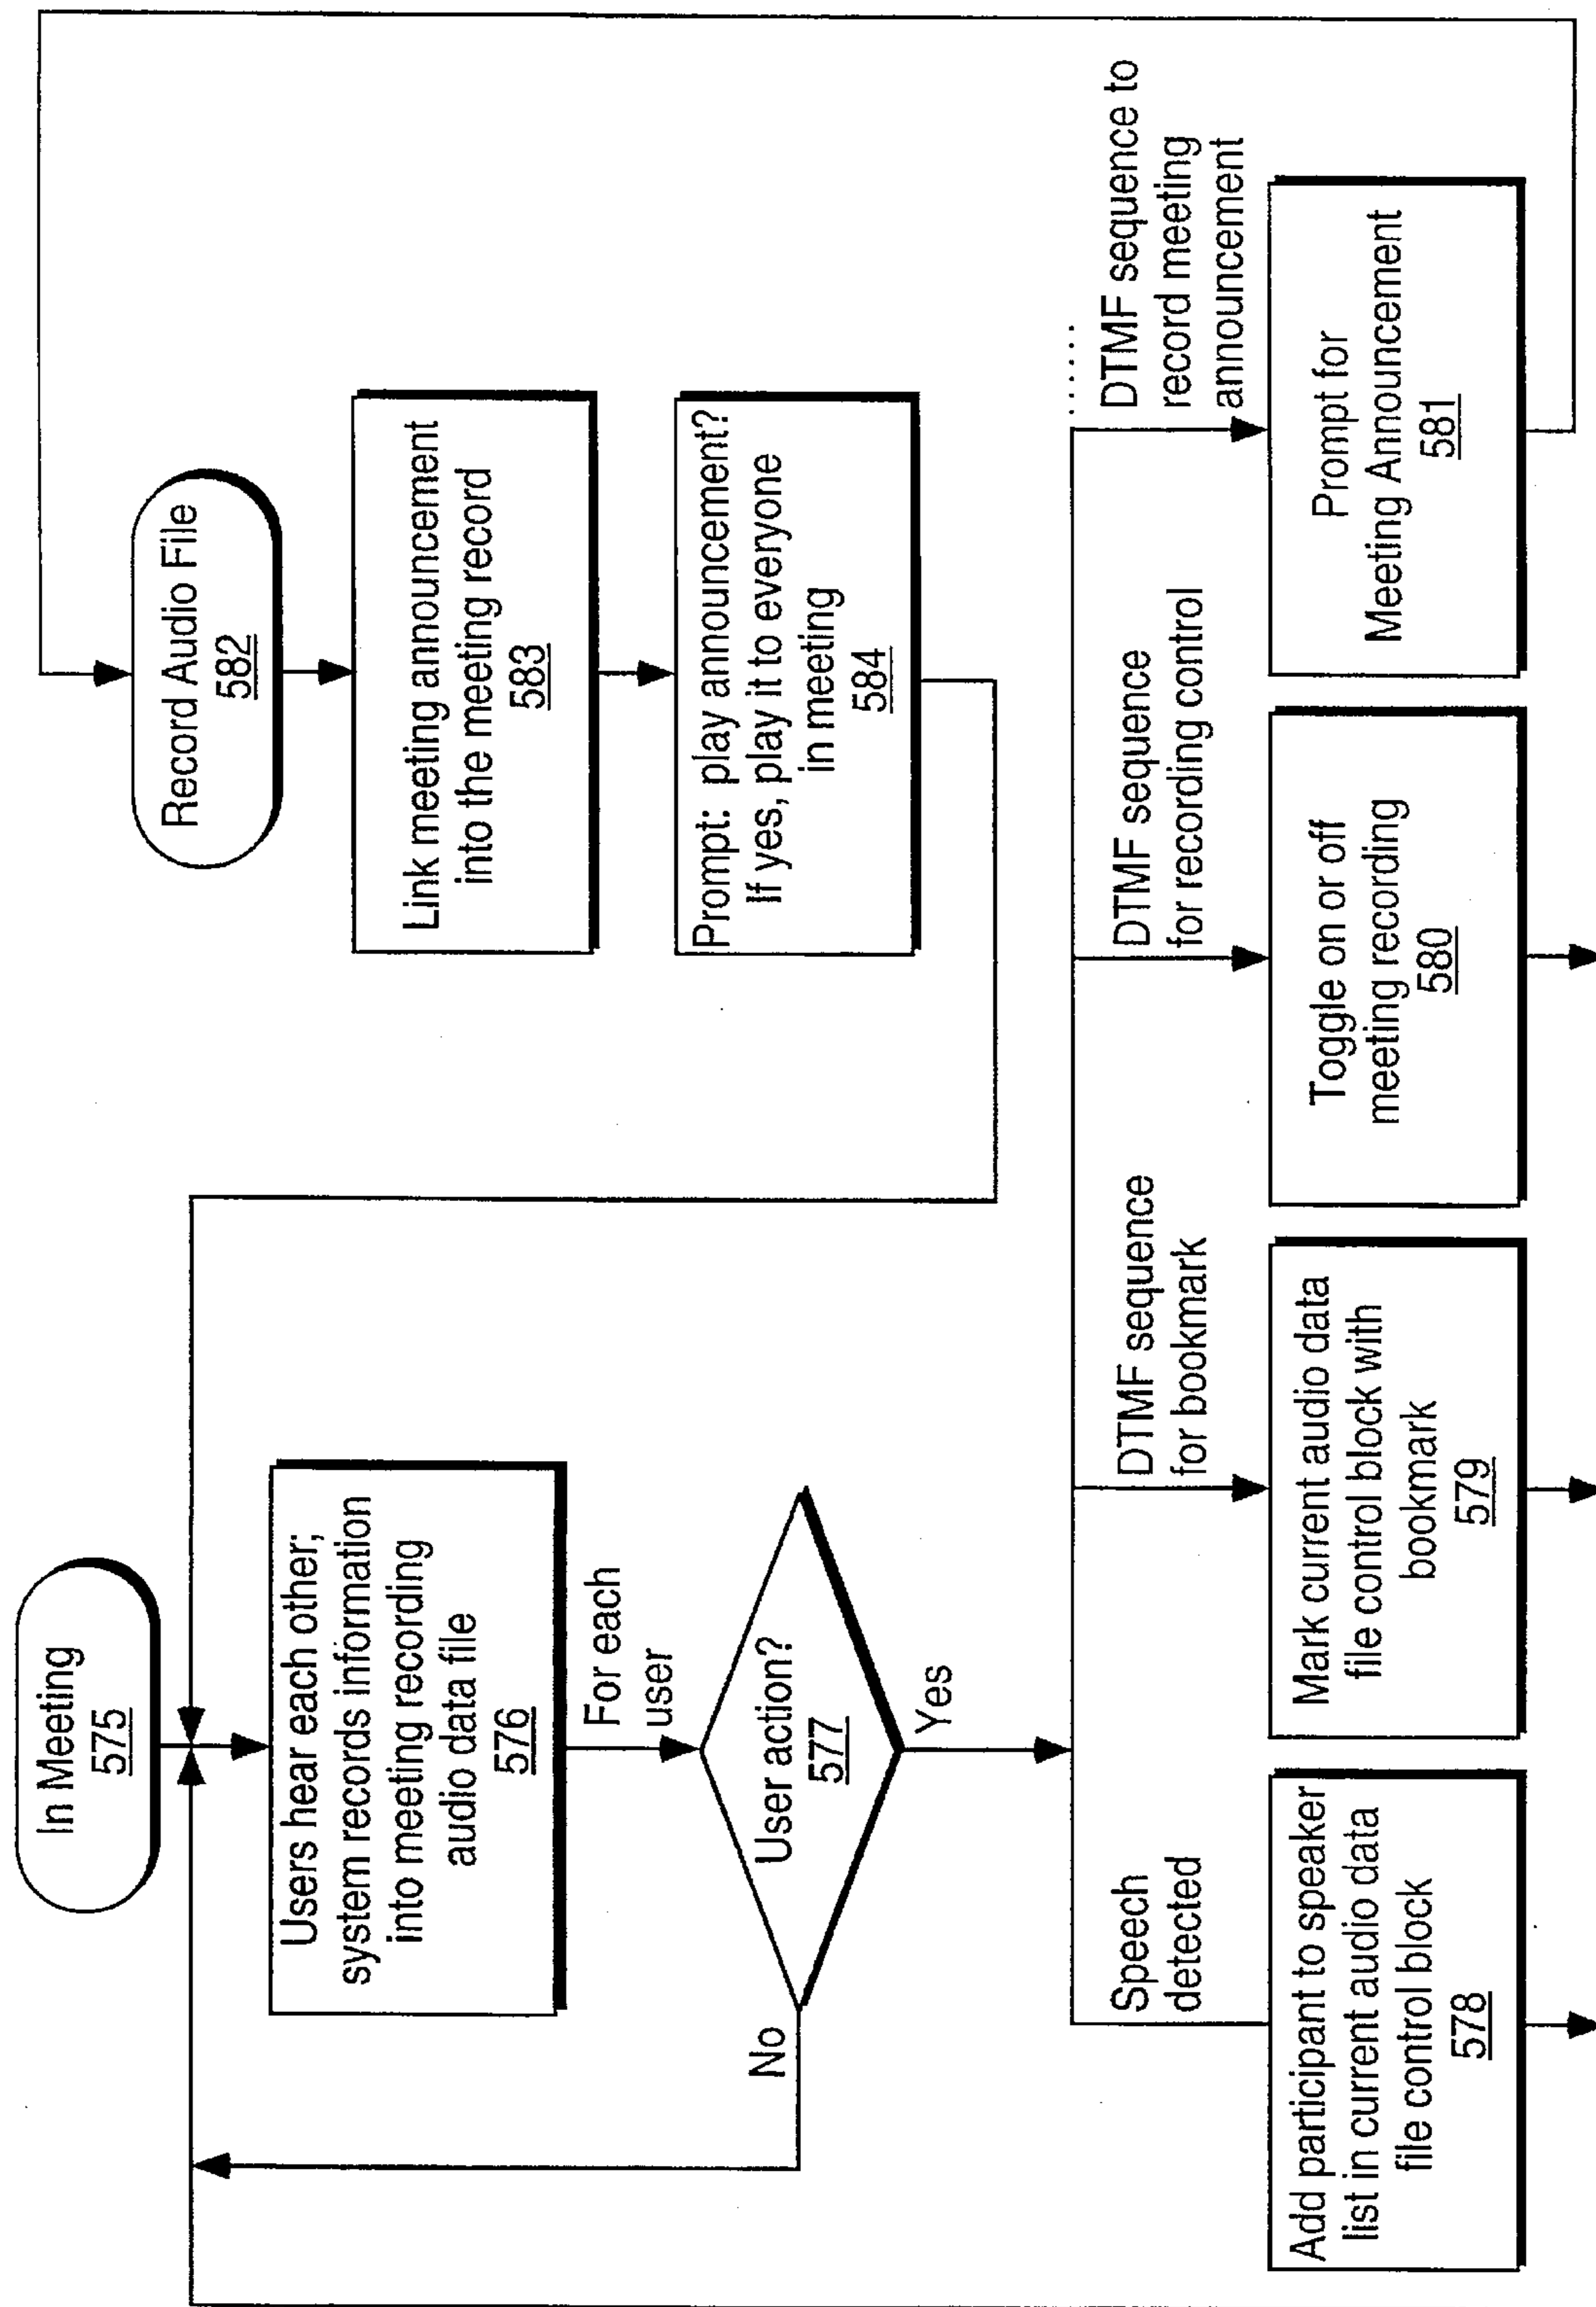 In Meeting
575
Users hear each other;
system records information
into meeting recording
audio data file
576
For each
user
User action?
577
No
Yes
Record Audio File
582
Link meeting announcement
into the meeting record
583
Prompt: play announcement?
If yes, play it to everyone
in meeting
584
Speech
detected
DTMF sequence
for bookmark
DTMF sequence
for recording control
.....
DTMF sequence to
record meeting
announcement
Add participant to speaker
list in current audio data
file control block
578
Mark current audio data
file control block with
bookmark
579
Toggle on or off
meeting recording
580
Prompt for
Meeting Announcement
581